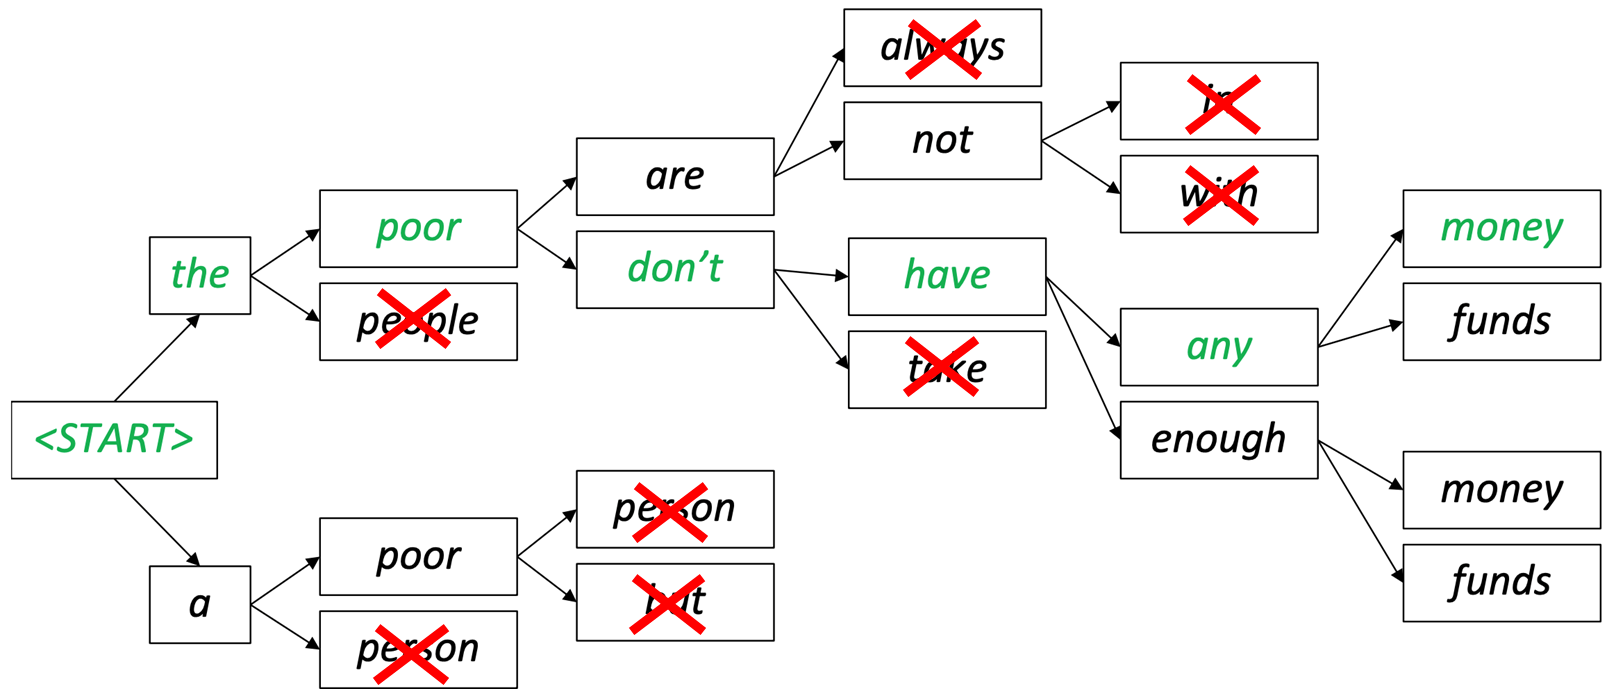 always
not
in
with
are
poor
the
people
don't
have
take
any
enough
money
funds
money
funds
<START>
a
poor
person
person
but